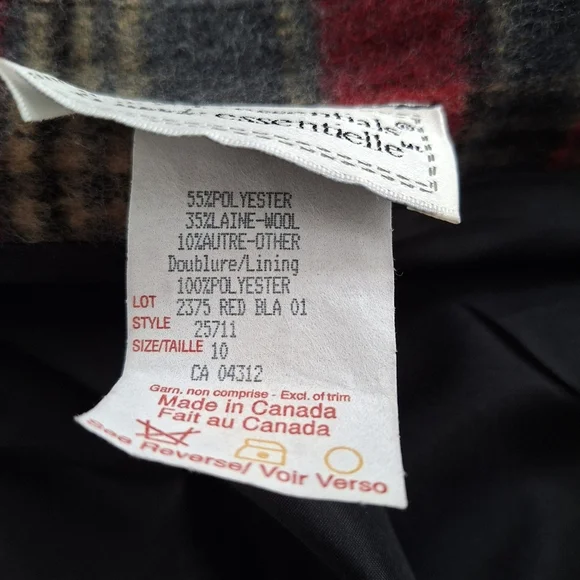 essentials®
essentielle™
55%POLYESTER
35%LAINE-WOOL
10%AUTRE-OTHER
Doublure/Lining
100%POLYESTER
LOT 2375 RED BLA 01
STYLE 25711
SIZE/TAILLE 10
CA 04312
Garn. non comprise - Excl. of trim
Made in Canada
Fait au Canada
See Reverse/ Voir Verso